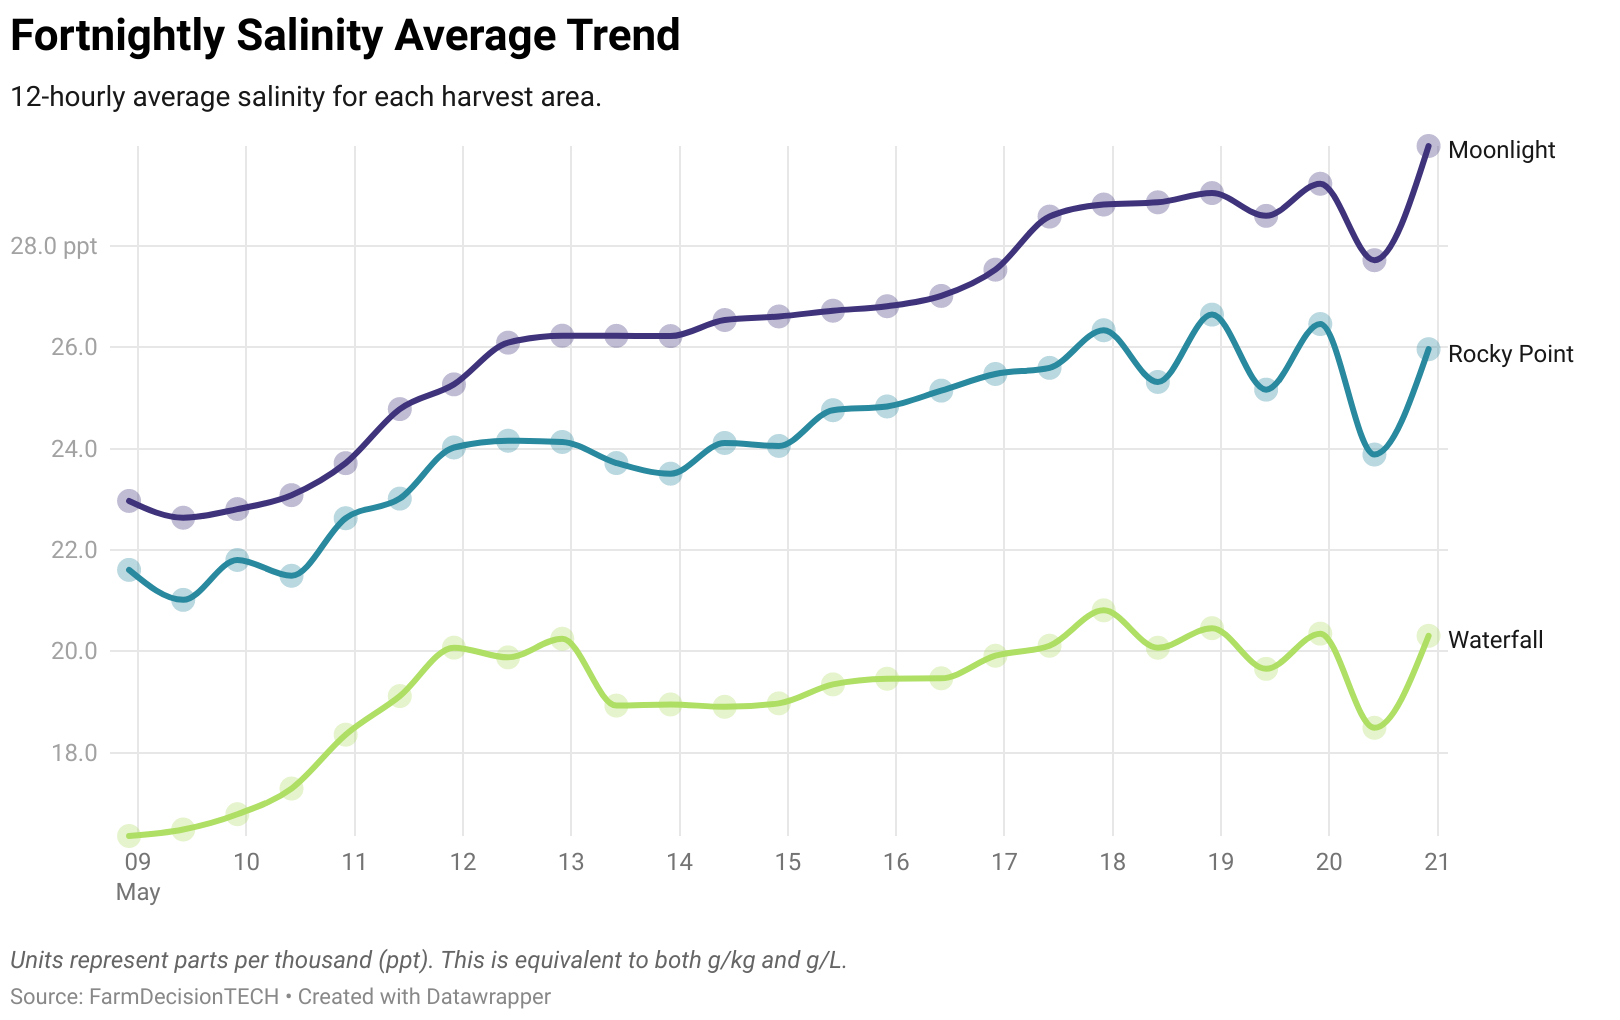 Fortnightly Salinity Average Trend
12-hourly average salinity for each harvest area.
Moonlight
28.0 ppt
26.0
Rocky Point
24.0
22.0
20.0
Waterfall
18.0
09 10 11 12 13 14 15 16 17 18 19 20 21
May
Units represent parts per thousand (ppt). This is equivalent to both g/kg and g/L.
Source: FarmDecisionTECH • Created with Datawrapper